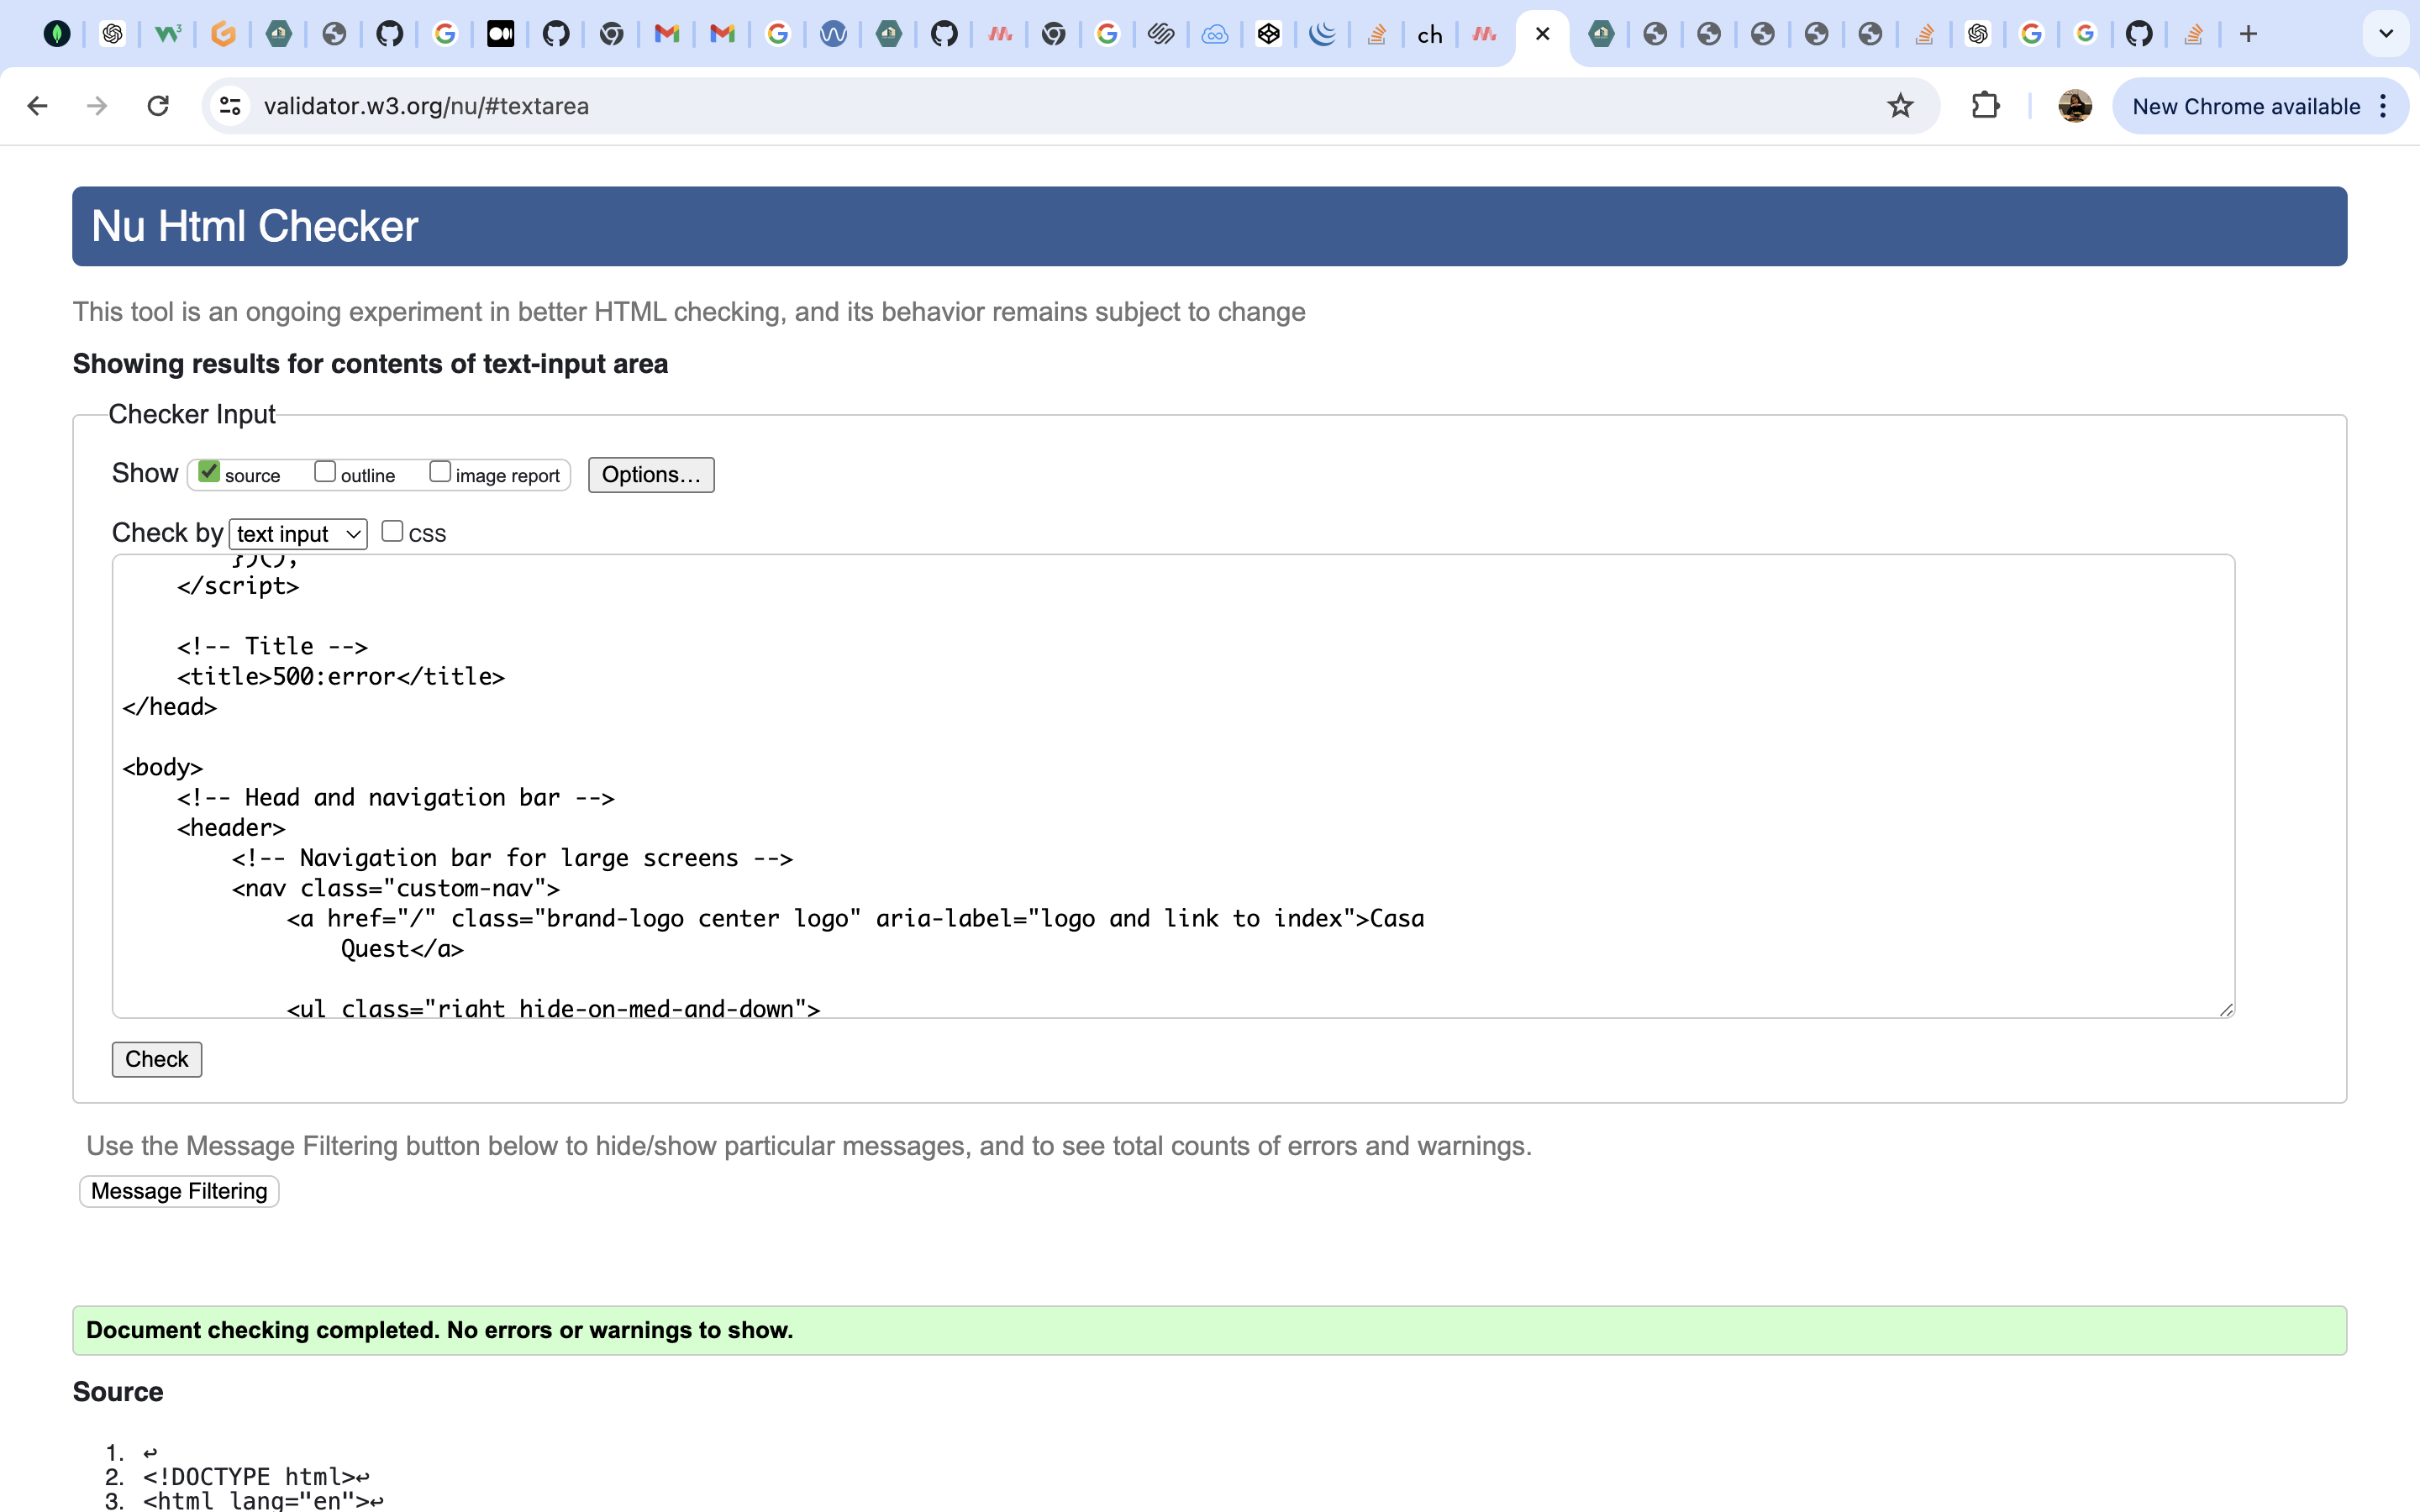 ch
validator.w3.org/nu/#textarea
New Chrome available
Nu Html Checker
This tool is an ongoing experiment in better HTML checking, and its behavior remains subject to change
Showing results for contents of text-input area
Checker Input
Show source outline image report Options...
Check by text input CSS
})();
</script>
<!-- Title -->
<title>500:error</title>
</head>
<body>
<!-- Head and navigation bar -->
<header>
<!-- Navigation bar for large screens -->
<nav class="custom-nav">
<a href="/" class="brand-logo center logo" aria-label="logo and link to index">Casa
Quest</a>
<ul class="right hide-on-med-and-down">
Check
Use the Message Filtering button below to hide/show particular messages, and to see total counts of errors and warnings.
Message Filtering
Document checking completed. No errors or warnings to show.
Source
1. ↩
2. <!DOCTYPE html>↩
3. <html lang="en">↩